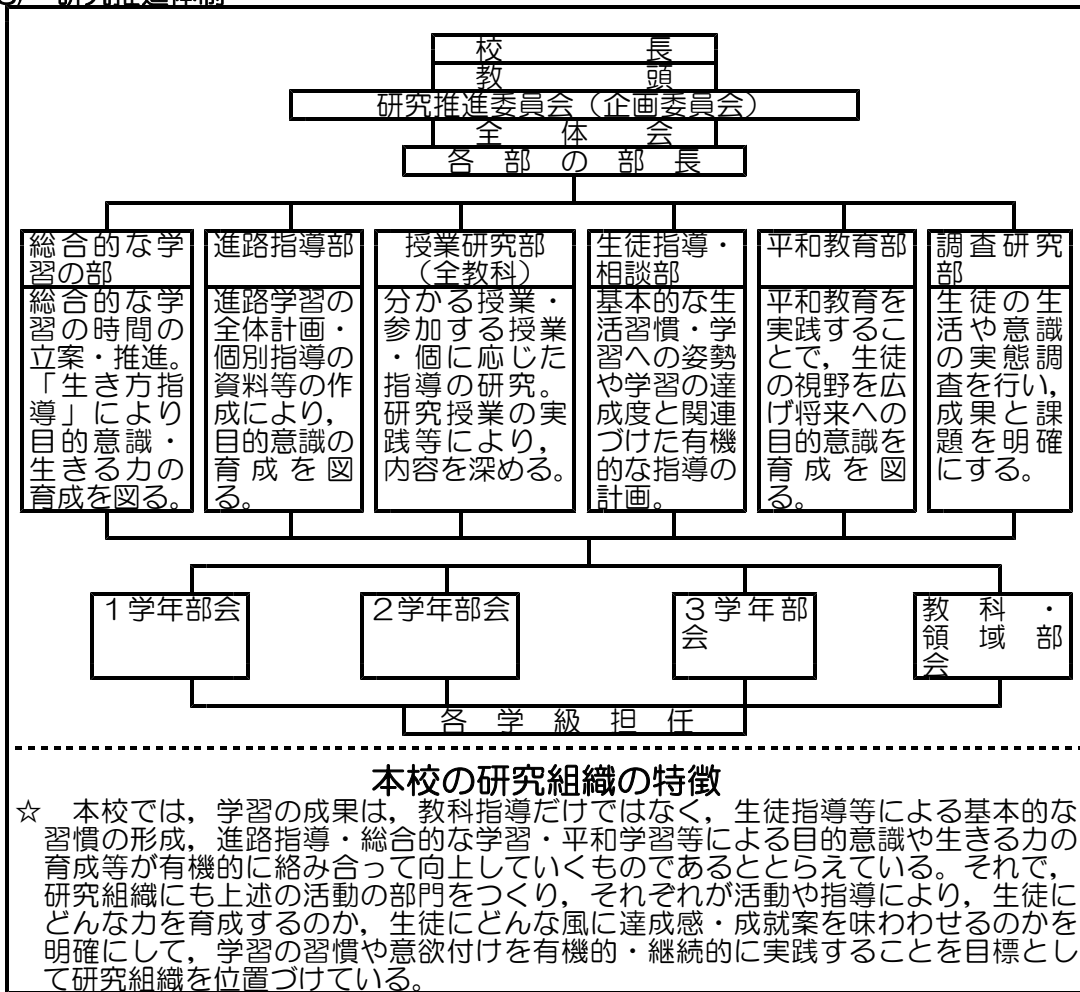 研究推進体制
校長
教頭
研究推進委員会（企画委員会）
全体会
各部の部長
総合的な学
習の部
総合的な学
習の時間の
立案・推進。
「生き方指
導」により
目的意識・
生きる力の
育成を図る。
進路指導部
進路学習の
全体計画・
個別指導の
資料等の作
成により，
目的意識の
育成を図
る。
授業研究部
（全教科）
分かる授業・
参加する授業
・個に応じた
指導の研究。
研究授業の実
践等により，
内容を深める。
生徒指導・
相談部
基本的な生
活習慣・学
習への姿勢
や学習の達
成度と関連
づけた有機
的な指導の
計画。
平和教育部
平和教育を
実践するこ
とで，生徒
の視野を広
げ将来への
目的意識を
育成を図
る。
調査研究
部
生徒の生
活や意識
の実態調
査を行い，
成果と課
題を明確
にする。
１学年部会
２学年部会
３学年部
会
教科・
領域部
会
各学級担任
本校の研究組織の特徴
☆　本校では，学習の成果は，教科指導だけではなく，生徒指導等による基本的な
習慣の形成，進路指導・総合的な学習・平和学習等による目的意識や生きる力の
育成等が有機的に絡み合って向上していくものであるととらえている。それで，
研究組織にも上述の活動の部門をつくり，それぞれが活動や指導により，生徒に
どんな力を育成するのか，生徒にどんな風に達成感・成就案を味わわせるのかを
明確にして，学習の習慣や意欲付けを有機的・継続的に実践することを目標とし
て研究組織を位置づけている。